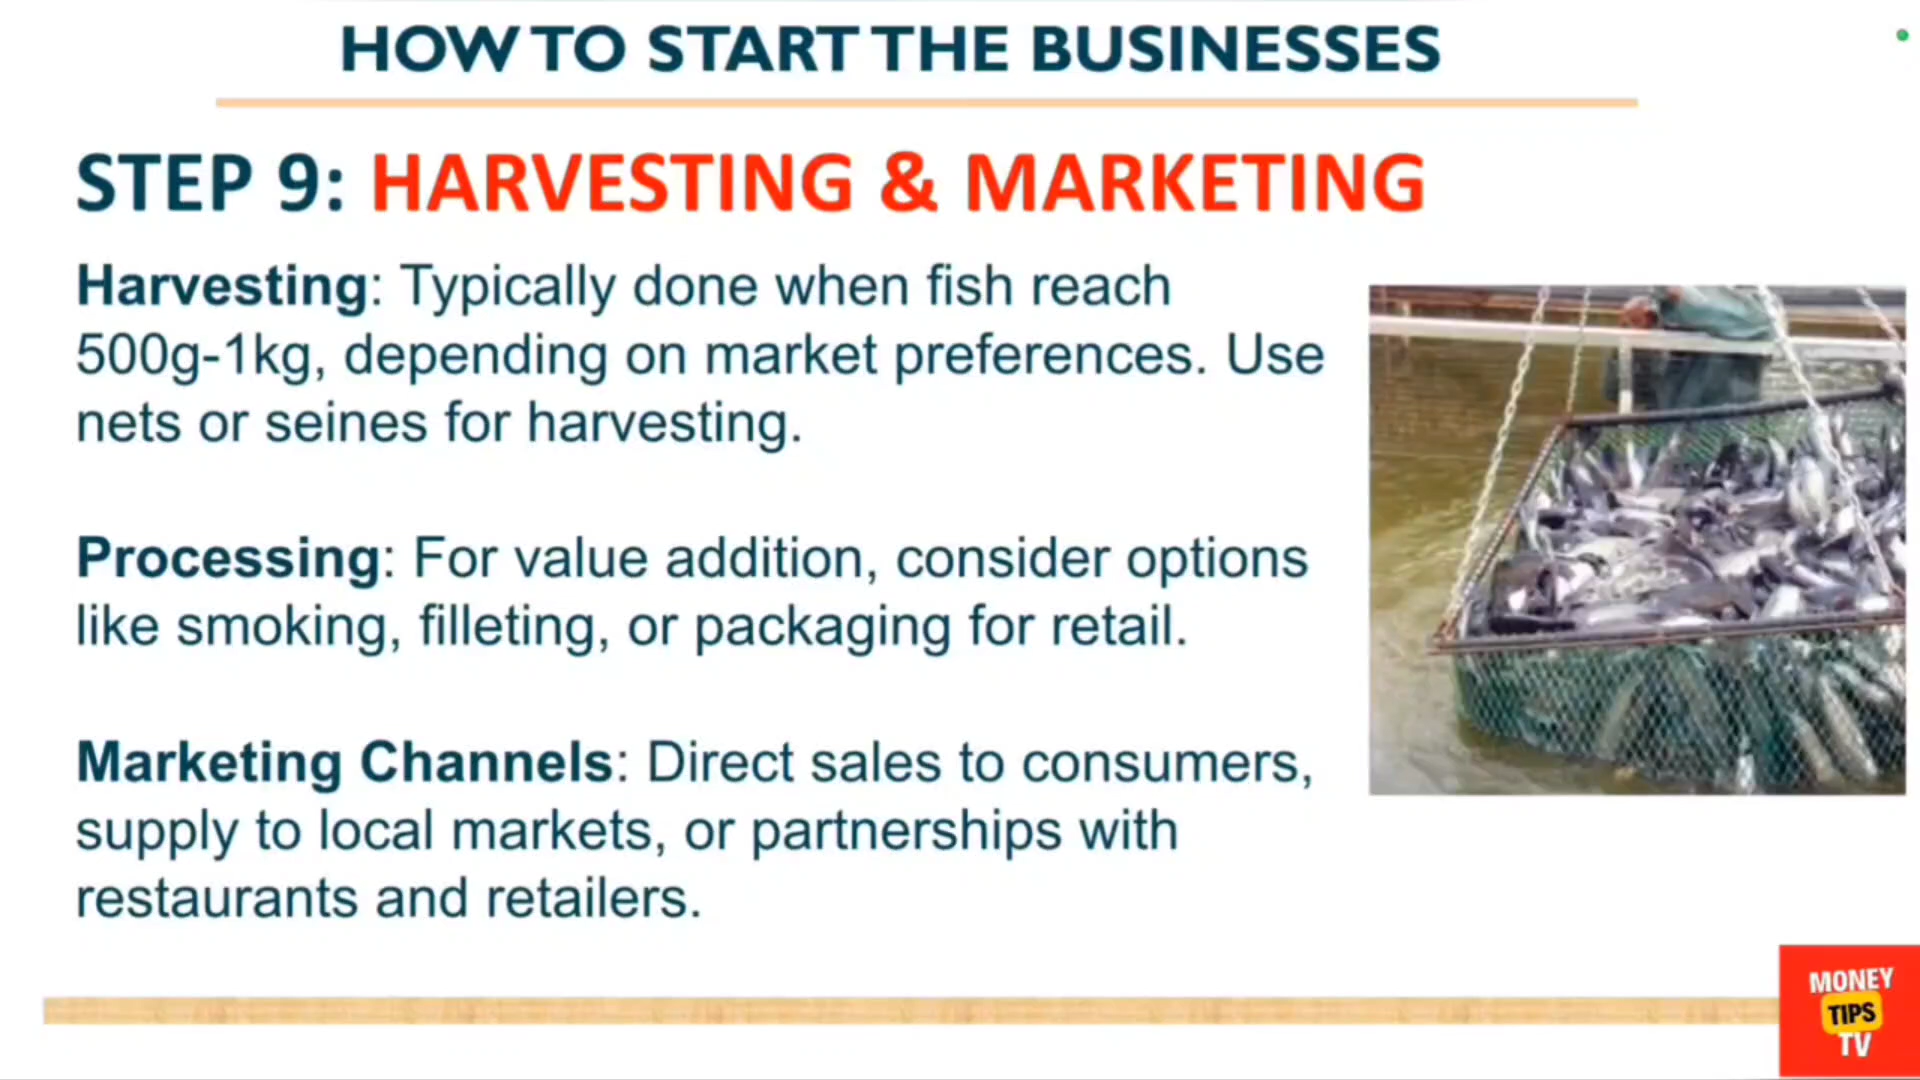 HOW TO START THE BUSINESSES
STEP 9: HARVESTING & MARKETING
Harvesting: Typically done when fish reach
500g-1kg, depending on market preferences. Use
nets or seines for harvesting.
Processing: For value addition, consider options
like smoking, filleting, or packaging for retail.
Marketing Channels: Direct sales to consumers,
supply to local markets, or partnerships with
restaurants and retailers.
MONEY
TIPS
TV